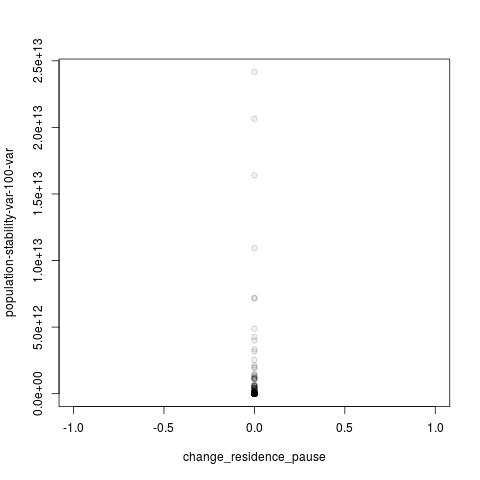 population-stability-var-100-var
2.5e+13
2.0e+13
1.5e+13
1.0e+13
5.0e+12
0.0e+00
-1.0
-0.5
0.0
0.5
1.0
change_residence_pause